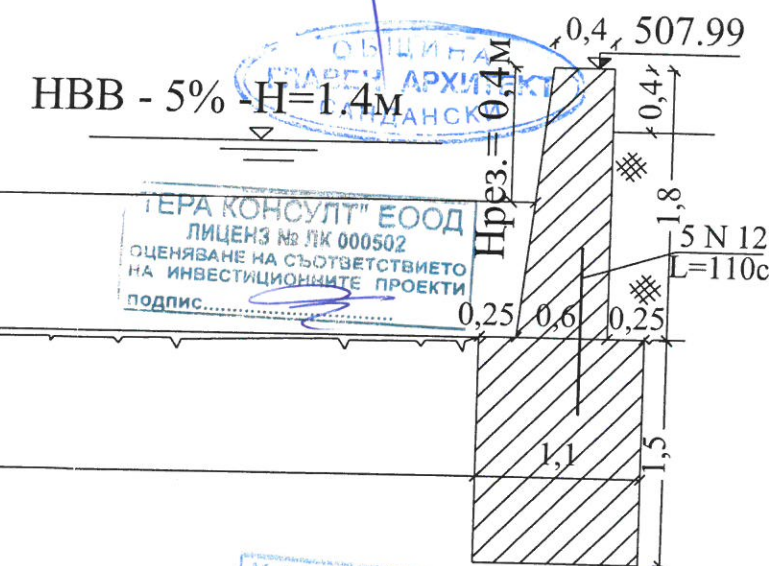 ОБЩИНА
ГЛАВЕН АРХИТЕКТ
САНДАНСКИ
0,4
507.99
НВВ - 5% -Н=1.4м
Нрез.=0,4м
0,4
1,8
"ТЕРА КОНСУЛТ" ЕООД
ЛИЦЕНЗ № ЛК 000502
ОЦЕНЯВАНЕ НА СЪОТВЕТСТВИЕТО
НА ИНВЕСТИЦИОННИТЕ ПРОЕКТИ
подпис
5 N 12
L=110c
0,25
0,6
0,25
1,1
1,5